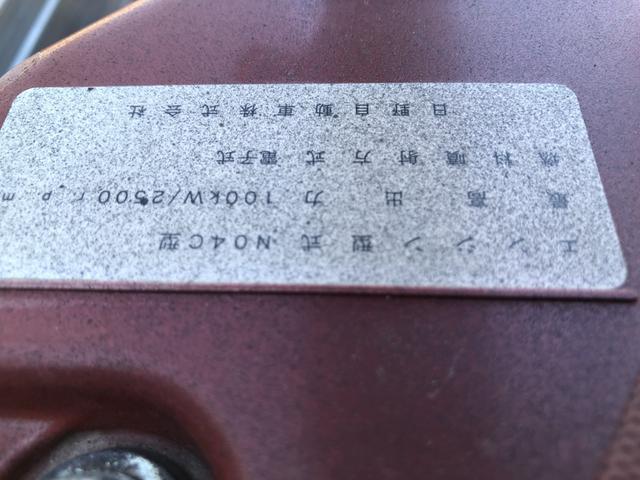 エンジン型式 N04C型
最高出力 100kW/2500rpm
燃料噴射方式 電子式
日野自動車株式会社